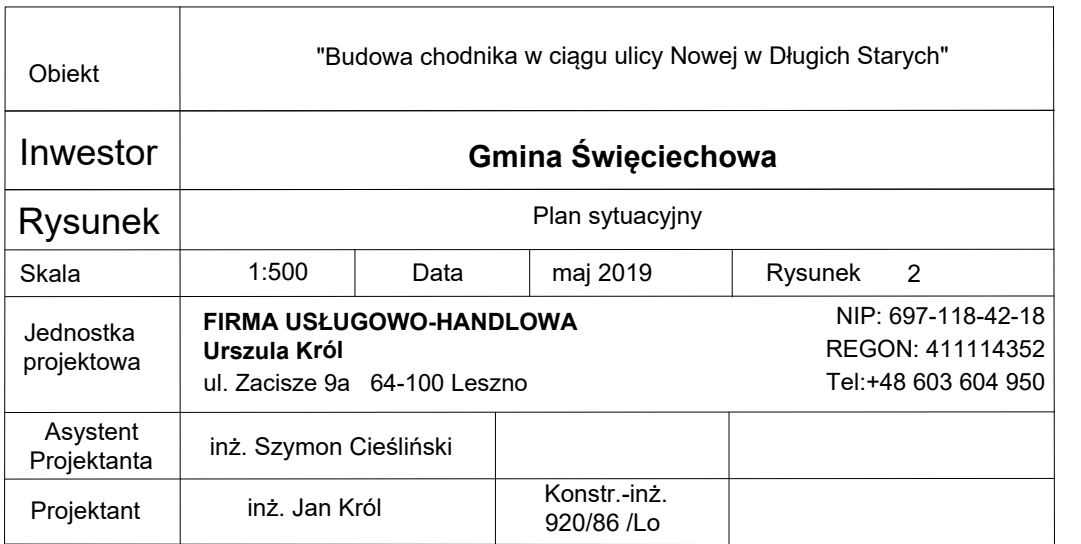 Obiekt
"Budowa chodnika w ciągu ulicy Nowej w Długich Starych"
Inwestor
Gmina Święciechowa
Rysunek
Plan sytuacyjny
Skala
1:500
Data
maj 2019
Rysunek 2
Jednostka
projektowa
FIRMA USŁUGOWO-HANDLOWA
Urszula Król
ul. Zacisze 9a 64-100 Leszno
NIP: 697-118-42-18
REGON: 411114352
Tel:+48 603 604 950
Asystent
Projektanta
inż. Szymon Cieśliński
Projektant
inż. Jan Król
Konstr.-inż.
920/86 /Lo